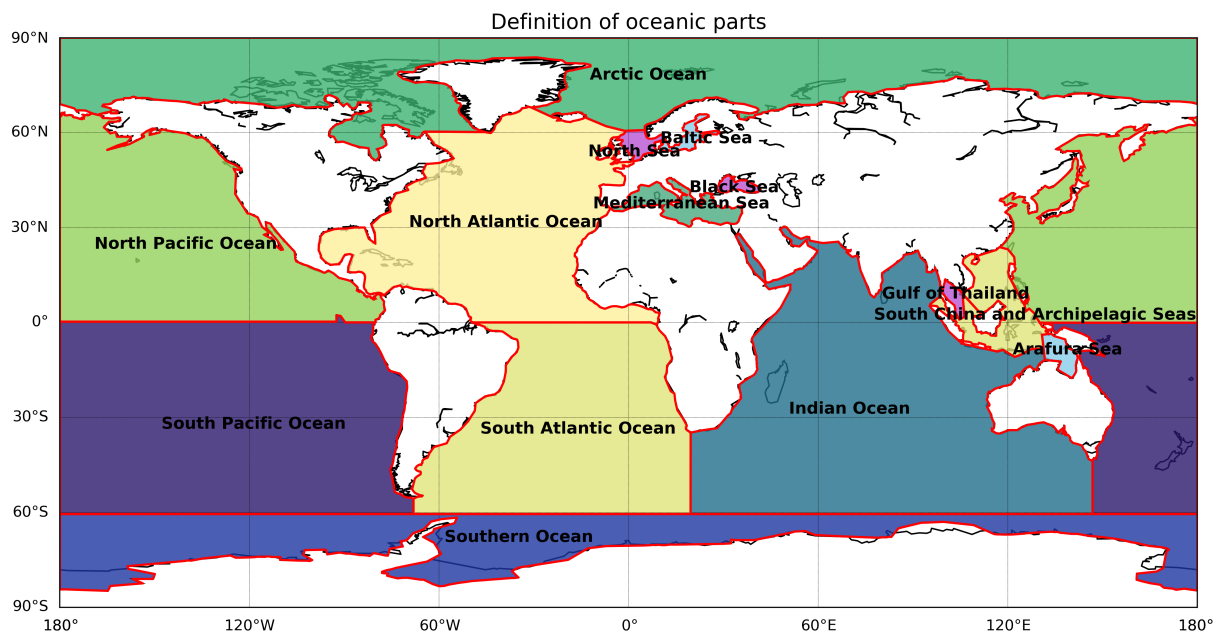 Definition of oceanic parts
90°N
Arctic Ocean
60°N
Baltic Sea
North Sea
Black Sea
Mediterranean Sea
North Atlantic Ocean
30°N
North Pacific Ocean
Gulf of Thailand
South China and Archipelagic Seas
0°
Arafura Sea
Indian Ocean
30°S
South Pacific Ocean
South Atlantic Ocean
60°S
Southern Ocean
90°S
180° 120°W 60°W 0° 60°E 120°E 180°